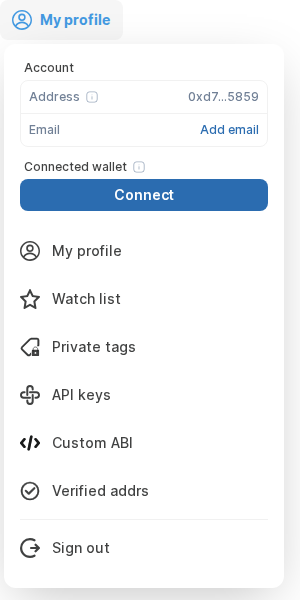 My profile
Account
Address 0xd7...5859
Email Add email
Connected wallet
Connect
My profile
Watch list
Private tags
API keys
Custom ABI
Verified addrs
Sign out